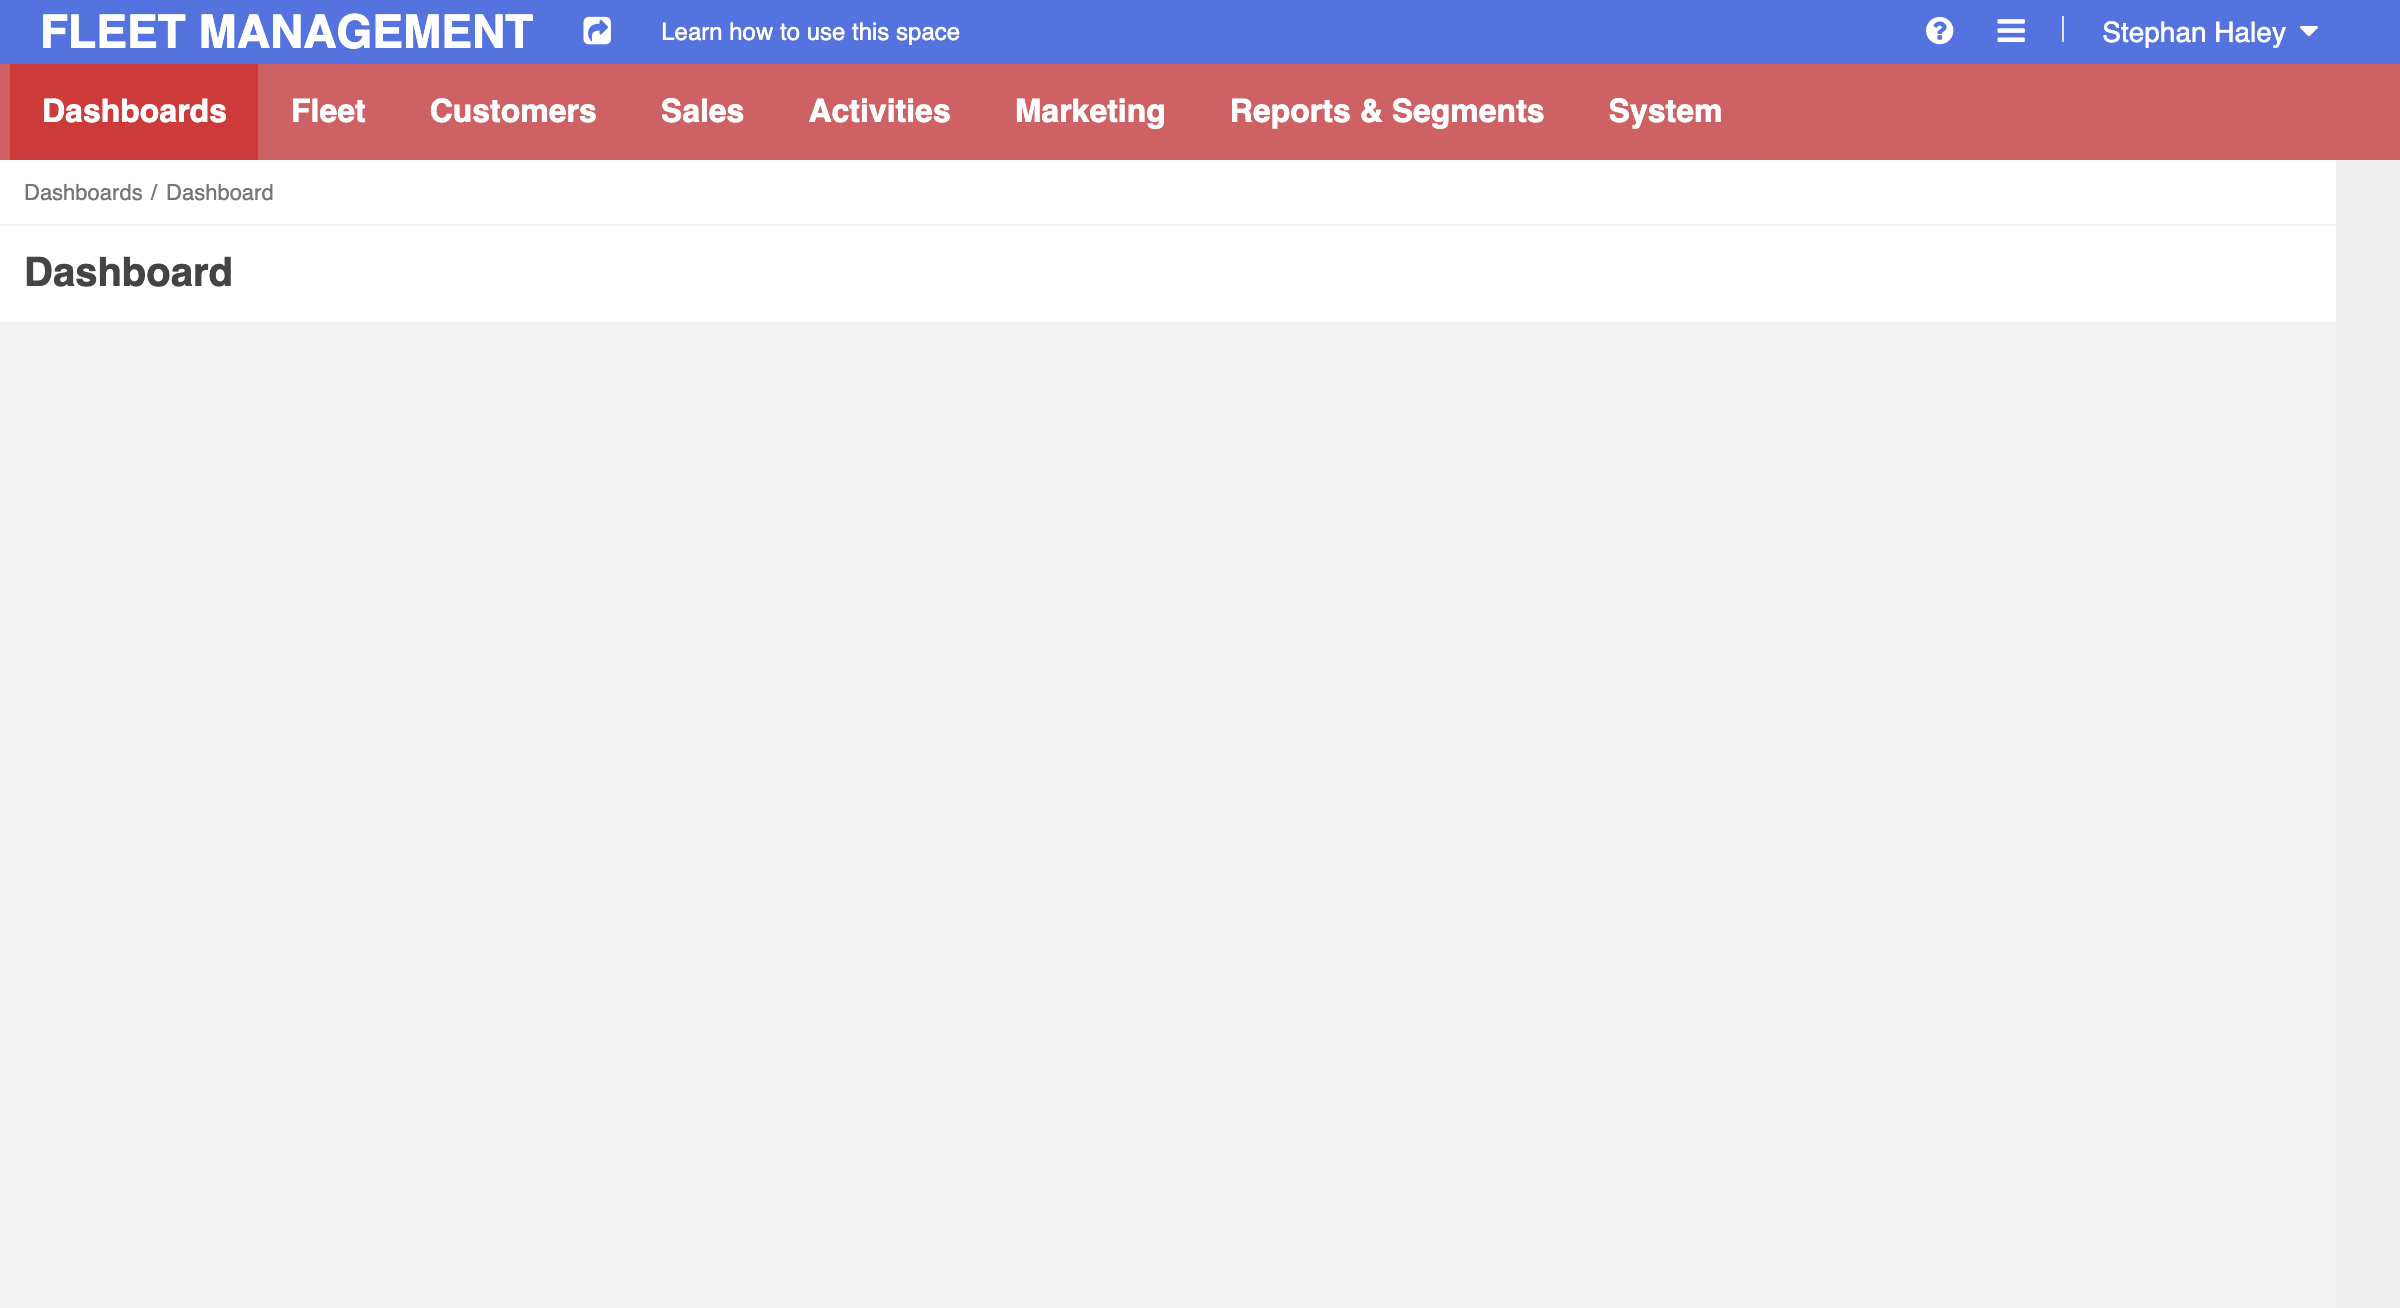 FLEET MANAGEMENT Learn how to use this space Stephan Haley
Dashboards Fleet Customers Sales Activities Marketing Reports & Segments System
Dashboards / Dashboard
Dashboard